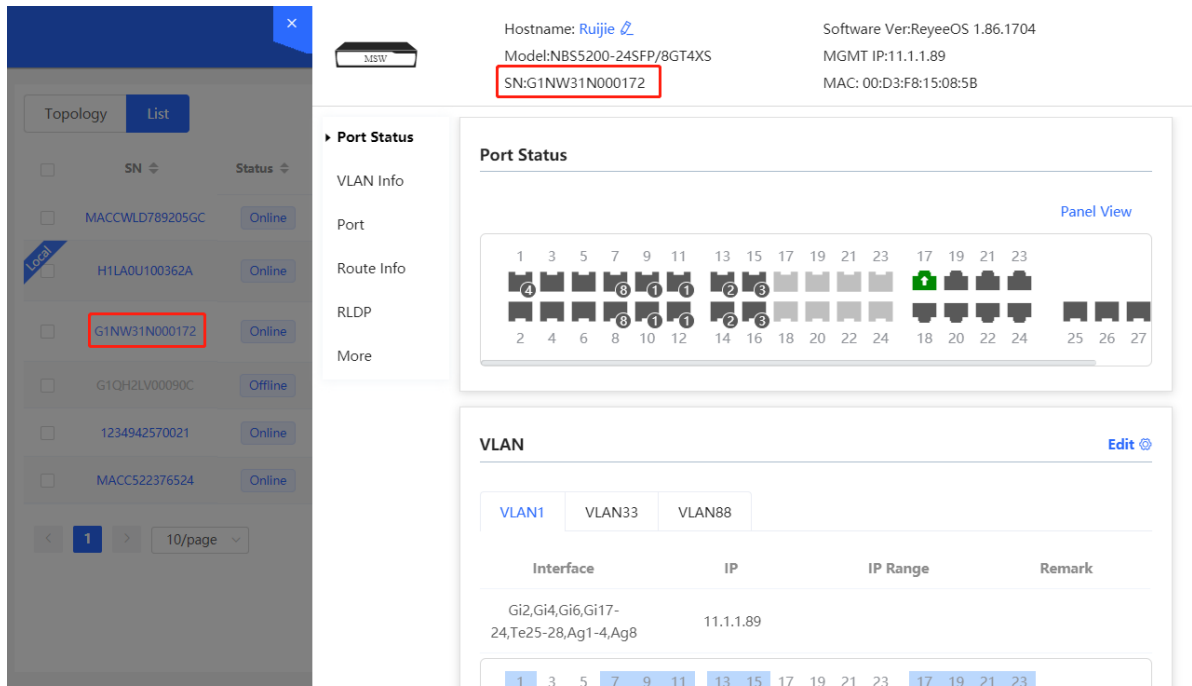 Hostname: Ruijie
Software Ver:ReyeeOS 1.86.1704
MSW
Model:NBS5200-24SFP/8GT4XS
MGMT IP:11.1.1.89
SN:G1NW31N000172
MAC: 00:D3:F8:15:08:5B
Topology
List
SN
Status
MACCWLD789205GC
Online
Local
H1LA0U100362A
Online
G1NW31N000172
Online
G1QH2LV00090C
Offline
1234942570021
Online
MACC522376524
Online
1
10/page
Port Status
VLAN Info
Port
Route Info
RLDP
More
Port Status
Panel View
1 3 5 7 9 11 13 15 17 19 21 23 17 19 21 23
4 8 1 1 2 3
8 1 1 2 3
2 4 6 8 10 12 14 16 18 20 22 24 18 20 22 24 25 26 27
VLAN
Edit
VLAN1
VLAN33
VLAN88
Interface IP IP Range Remark
Gi2,Gi4,Gi6,Gi17-
24,Te25-28,Ag1-4,Ag8
11.1.1.89
1 3 5 7 9 11 13 15 17 19 21 23 17 19 21 23